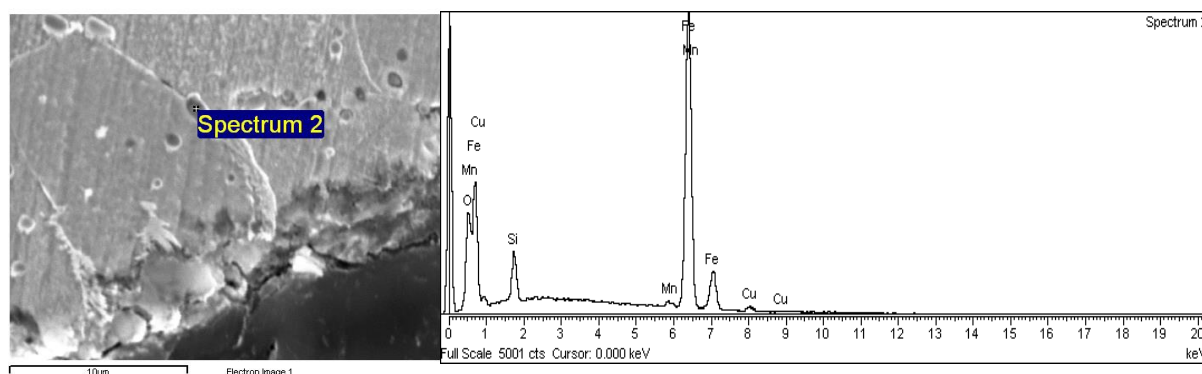 Spectrum 2
10µm
Electron Image 1
Spectrum
Fe
Mn
Cu
Fe
Mn
O
Si
Mn
Fe
Cu
Cu
0 1 2 3 4 5 6 7 8 9 10 11 12 13 14 15 16 17 18 19 20
Full Scale 5001 cts Cursor: 0.000 keV
keV